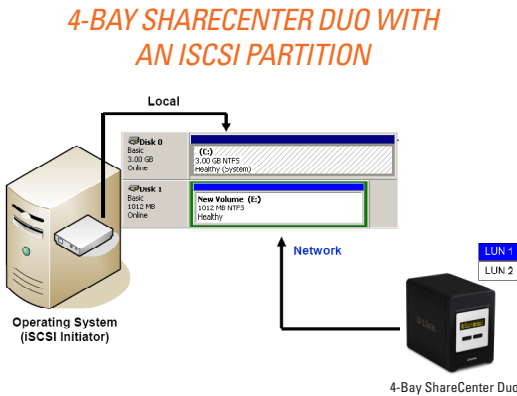 4-BAY SHARECENTER DUO WITH
AN ISCSI PARTITION
Local
Disk 0
Basic
3.00 GB
Online
(C:)
3.00 GB NTFS
Healthy (System)
Disk 1
Basic
1012 MB
Online
New Volume (E:)
1012 MB NTFS
Healthy
Network
LUN 1
LUN 2
D-Link
Operating System
(iSCSI Initiator)
4-Bay ShareCenter Duo